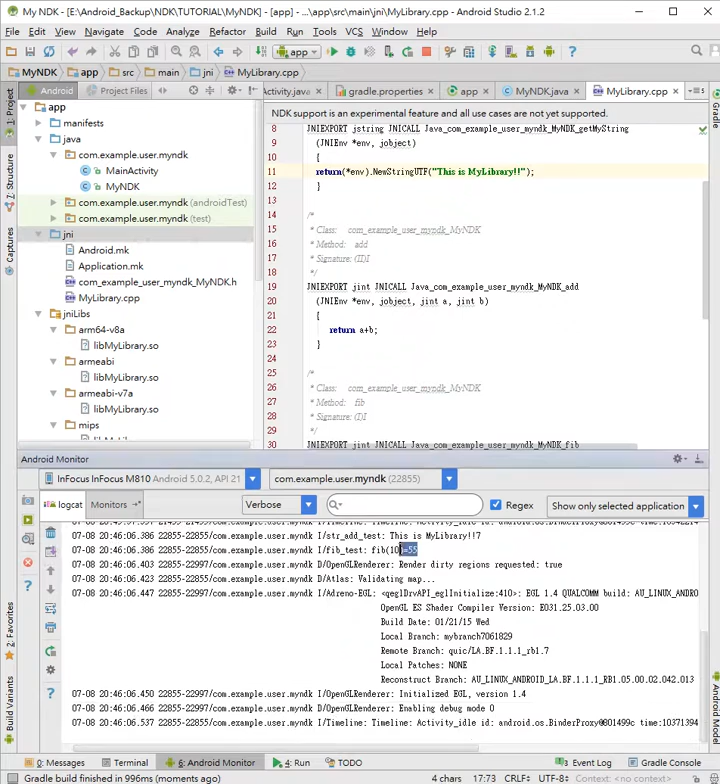 My NDK - [E:\Android_Backup\NDK\TUTORIAL\MyNDK] - [app] - ...\app\src\main\jni\MyLibrary.cpp - Android Studio 2.1.2
File Edit View Navigate Code Analyze Refactor Build Run Tools VCS Window Help
app
MyNDK app src main jni MyLibrary.cpp
Android Project Files
Activity.java gradle.properties app MyNDK.java MyLibrary.cpp
NDK support is an experimental feature and all use cases are not yet supported.
1: Project
7: Structure
Captures
2: Favorites
Build Variants
Gradle
Android Model
app
manifests
java
com.example.user.myndk
MainActivity
MyNDK
com.example.user.myndk (androidTest)
com.example.user.myndk (test)
jni
Android.mk
Application.mk
com_example_user_myndk_MyNDK.h
MyLibrary.cpp
jniLibs
arm64-v8a
libMyLibrary.so
armeabi
libMyLibrary.so
armeabi-v7a
libMyLibrary.so
mips
8 JNIEXPORT jstring JNICALL Java_com_example_user_myndk_MyNDK_getMyString
9 (JNIEnv *env, jobject)
10 {
11 return(*env).NewStringUTF("This is MyLibrary!!");
12 }
13
14 /*
15 * Class: com_example_user_myndk_MyNDK
16 * Method: add
17 * Signature: (II)I
18 */
19 JNIEXPORT jint JNICALL Java_com_example_user_myndk_MyNDK_add
20 (JNIEnv *env, jobject, jint a, jint b)
21 {
22 return a+b;
23 }
24
25 /*
26 * Class: com_example_user_myndk_MyNDK
27 * Method: fib
28 * Signature: (I)I
29 */
30 JNIEXPORT jint JNICALL Java_com_example_user_myndk_MyNDK_fib
Android Monitor
InFocus InFocus M810 Android 5.0.2, API 21 com.example.user.myndk (22855)
logcat Monitors Verbose Regex Show only selected application
07-08 20:46:06.386 22855-22855/com.example.user.myndk I/str_add_test: This is MyLibrary!!7
07-08 20:46:06.386 22855-22855/com.example.user.myndk I/fib_test: fib(10)=55
07-08 20:46:06.403 22855-22997/com.example.user.myndk D/OpenGLRenderer: Render dirty regions requested: true
07-08 20:46:06.403 22855-22855/com.example.user.myndk D/Atlas: Validating map...
07-08 20:46:06.447 22855-22997/com.example.user.myndk I/Adreno-EGL: <qeglDrvAPI_eglInitialize:410>: EGL 1.4 QUALCOMM build: AU_LINUX_ANDRO
OpenGL ES Shader Compiler Version: E031.25.03.00
Build Date: 01/21/15 Wed
Local Branch: mybranch7061829
Remote Branch: quic/LA.BF.1.1.1_rb1.7
Local Patches: NONE
Reconstruct Branch: AU_LINUX_ANDROID_LA.BF.1.1.1_RB1.05.00.02.042.013
07-08 20:46:06.450 22855-22997/com.example.user.myndk I/OpenGLRenderer: Initialized EGL, version 1.4
07-08 20:46:06.466 22855-22997/com.example.user.myndk D/OpenGLRenderer: Enabling debug mode 0
07-08 20:46:06.537 22855-22855/com.example.user.myndk I/Timeline: Timeline: Activity_idle id: android.os.BinderProxy@801499c time:10371394
0: Messages Terminal 6: Android Monitor 4: Run TODO Event Log Gradle Console
Gradle build finished in 996ms (moments ago) 4 chars 17:73 CRLF÷ UTF-8÷ Context: <no context>